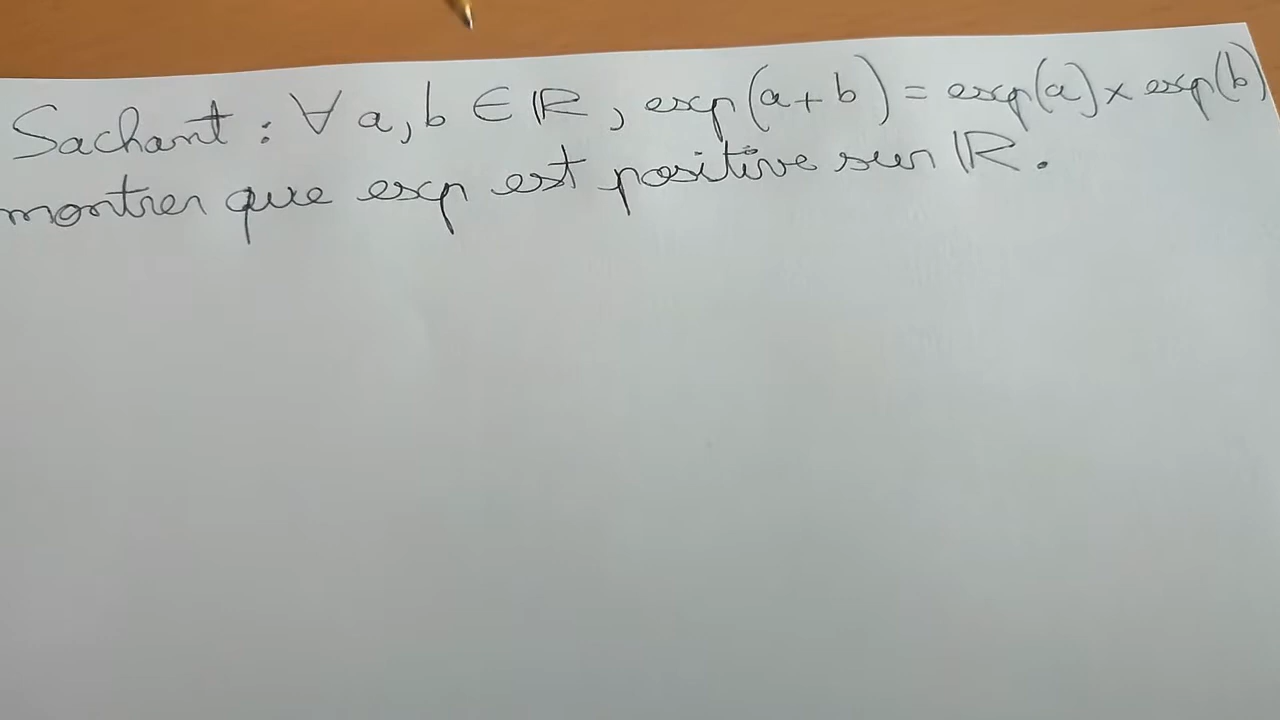 Sachant : ∀ a, b ∈ ℝ, exp(a + b) = exp(a) × exp(b)
montrer que exp est positive sur ℝ.